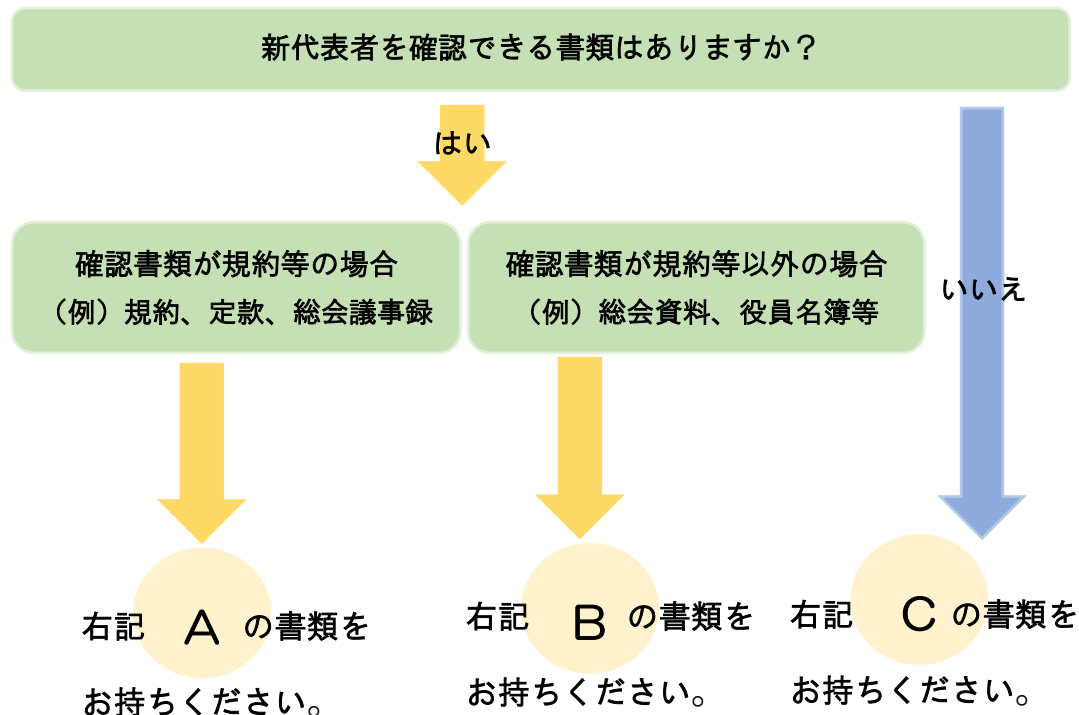 新代表者を確認できる書類はありますか？
はい
確認書類が規約等の場合
（例）規約、定款、総会議事録
確認書類が規約等以外の場合
（例）総会資料、役員名簿等
いいえ
右記 A の書類を
お持ちください。
右記 B の書類を
お持ちください。
右記 C の書類を
お持ちください。